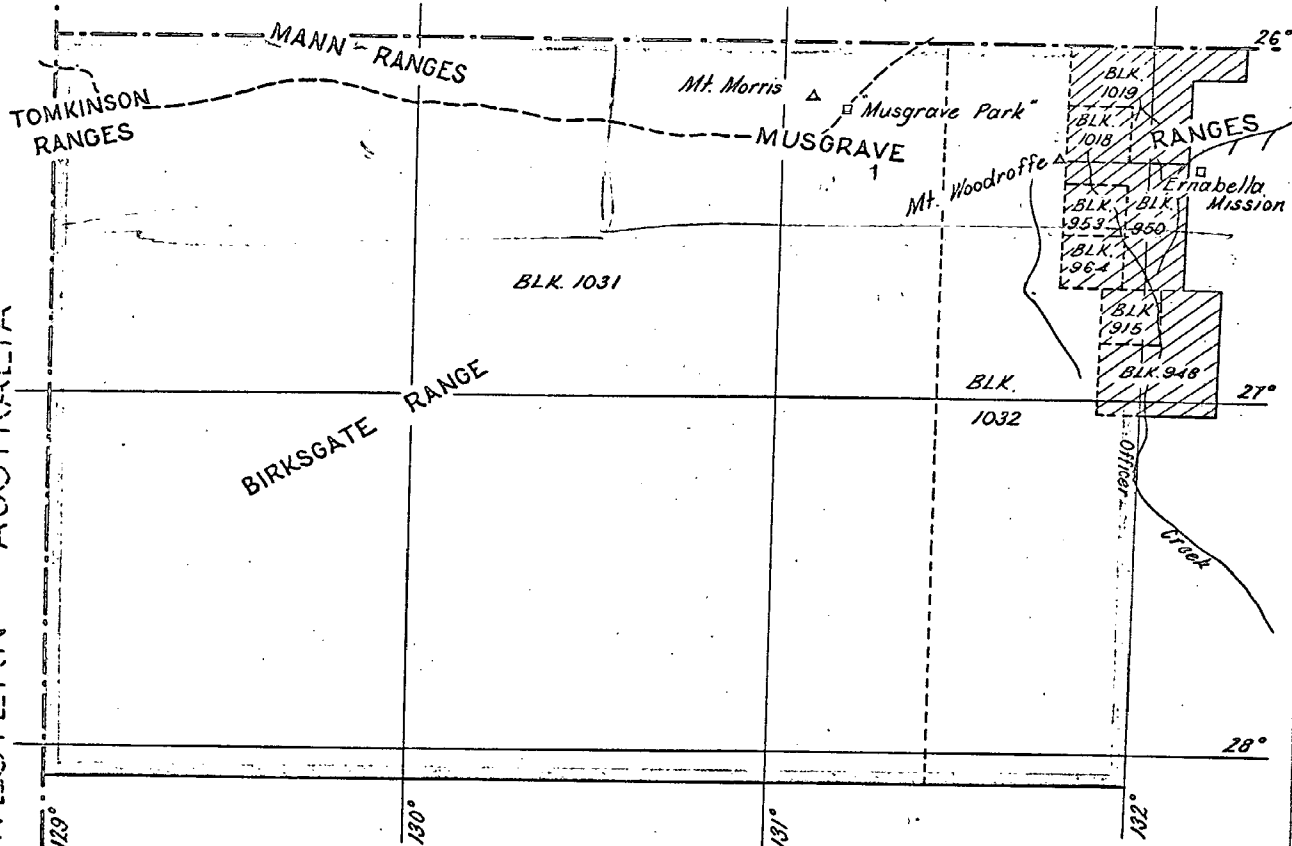 26°
MANN RANGES
TOMKINSON
RANGES
Mt. Morris
"Musgrave Park"
MUSGRAVE
1
RANGES
BLK.
1019
BLK.
1018
Mt. Woodroffe
Ernabella
Mission
BLK.
953
BLK.
950
BLK.
964
BLK. 1031
BLK
915
BLK. 948
BIRKSGATE RANGE
BLK.
1032
27°
Officer
Creek
WESTERN AUSTRALIA
28°
129°
130°
131°
132°